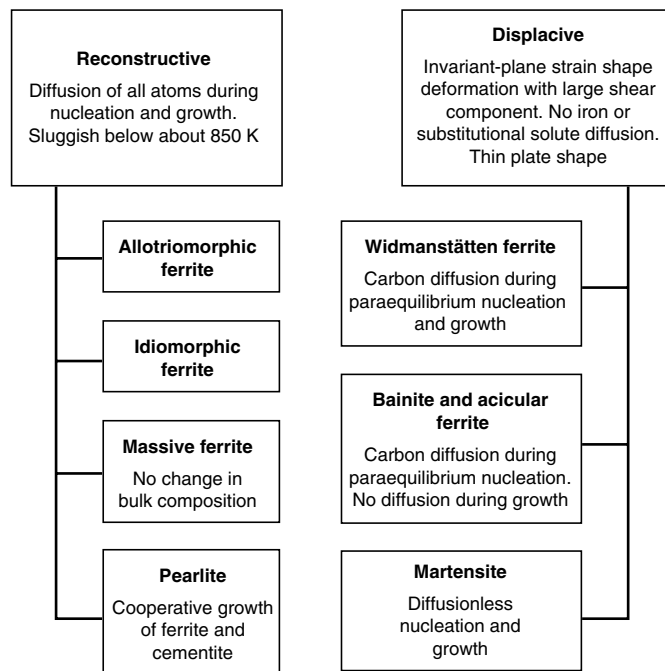 Reconstructive
Diffusion of all atoms during
nucleation and growth.
Sluggish below about 850 K
Allotriomorphic
ferrite
Idiomorphic
ferrite
Massive ferrite
No change in
bulk composition
Pearlite
Cooperative growth
of ferrite and
cementite
Displacive
Invariant-plane strain shape
deformation with large shear
component. No iron or
substitutional solute diffusion.
Thin plate shape
Widmanstätten ferrite
Carbon diffusion during
paraequilibrium nucleation
and growth
Bainite and acicular
ferrite
Carbon diffusion during
paraequilibrium nucleation.
No diffusion during growth
Martensite
Diffusionless
nucleation and
growth